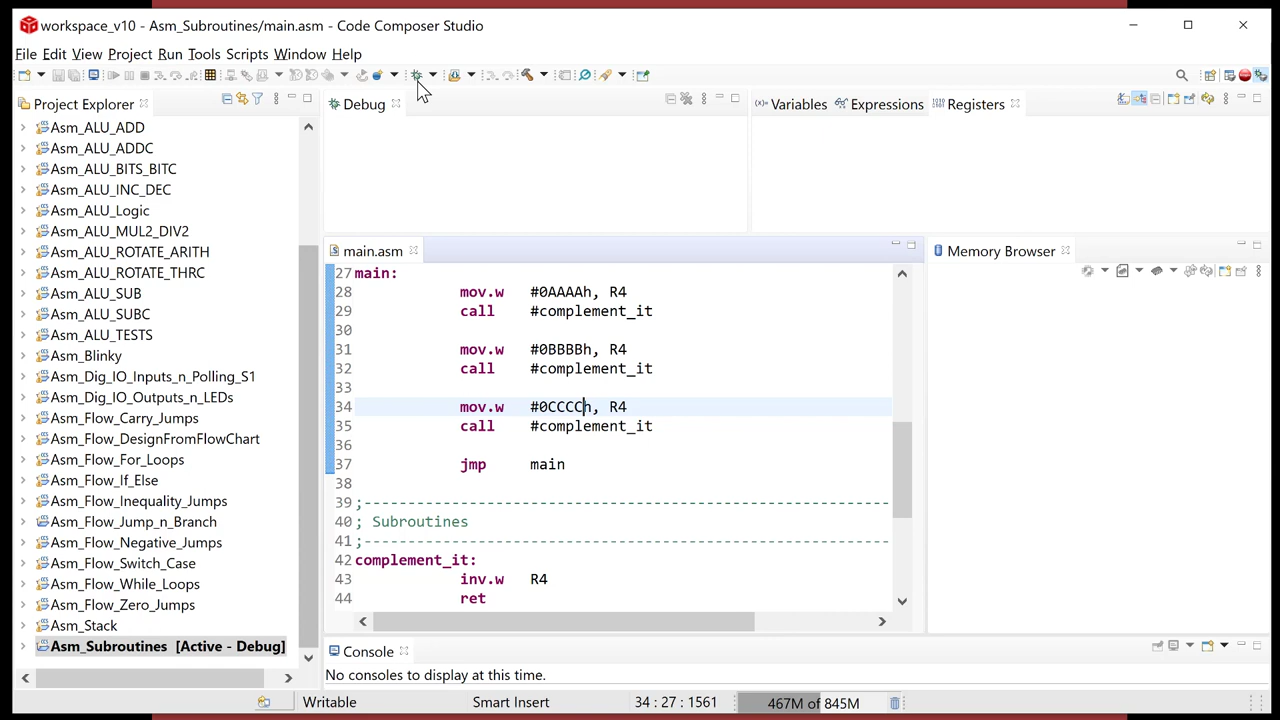 workspace_v10 - Asm_Subroutines/main.asm - Code Composer Studio
File Edit View Project Run Tools Scripts Window Help
Project Explorer
Debug
Variables Expressions Registers
Asm_ALU_ADD
Asm_ALU_ADDC
Asm_ALU_BITS_BITC
Asm_ALU_INC_DEC
Asm_ALU_Logic
Asm_ALU_MUL2_DIV2
Asm_ALU_ROTATE_ARITH
Asm_ALU_ROTATE_THRC
Asm_ALU_SUB
Asm_ALU_SUBC
Asm_ALU_TESTS
Asm_Blinky
Asm_Dig_IO_Inputs_n_Polling_S1
Asm_Dig_IO_Outputs_n_LEDs
Asm_Flow_Carry_Jumps
Asm_Flow_DesignFromFlowChart
Asm_Flow_For_Loops
Asm_Flow_If_Else
Asm_Flow_Inequality_Jumps
Asm_Flow_Jump_n_Branch
Asm_Flow_Negative_Jumps
Asm_Flow_Switch_Case
Asm_Flow_While_Loops
Asm_Flow_Zero_Jumps
Asm_Stack
Asm_Subroutines [Active - Debug]
main.asm
27 main:
28 mov.w #0AAAAh, R4
29 call #complement_it
30
31 mov.w #0BBBBh, R4
32 call #complement_it
33
34 mov.w #0CCCCh, R4
35 call #complement_it
36
37 jmp main
38
39 ;------------------------------------------------------------
40 ; Subroutines
41 ;------------------------------------------------------------
42 complement_it:
43 inv.w R4
44 ret
Memory Browser
Console
No consoles to display at this time.
Writable Smart Insert 34 : 27 : 1561 467M of 845M